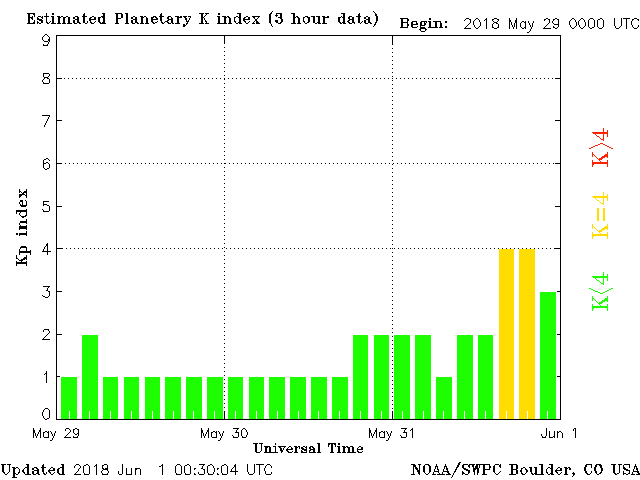 Estimated Planetary K index (3 hour data)
Begin: 2018 May 29 0000 UTC
9
8
7
6
5
4
3
2
1
0
Kp index
K>4
K=4
K<4
May 29
May 30
May 31
Jun 1
Universal Time
Updated 2018 Jun 1 00:30:04 UTC
NOAA/SWPC Boulder, CO USA